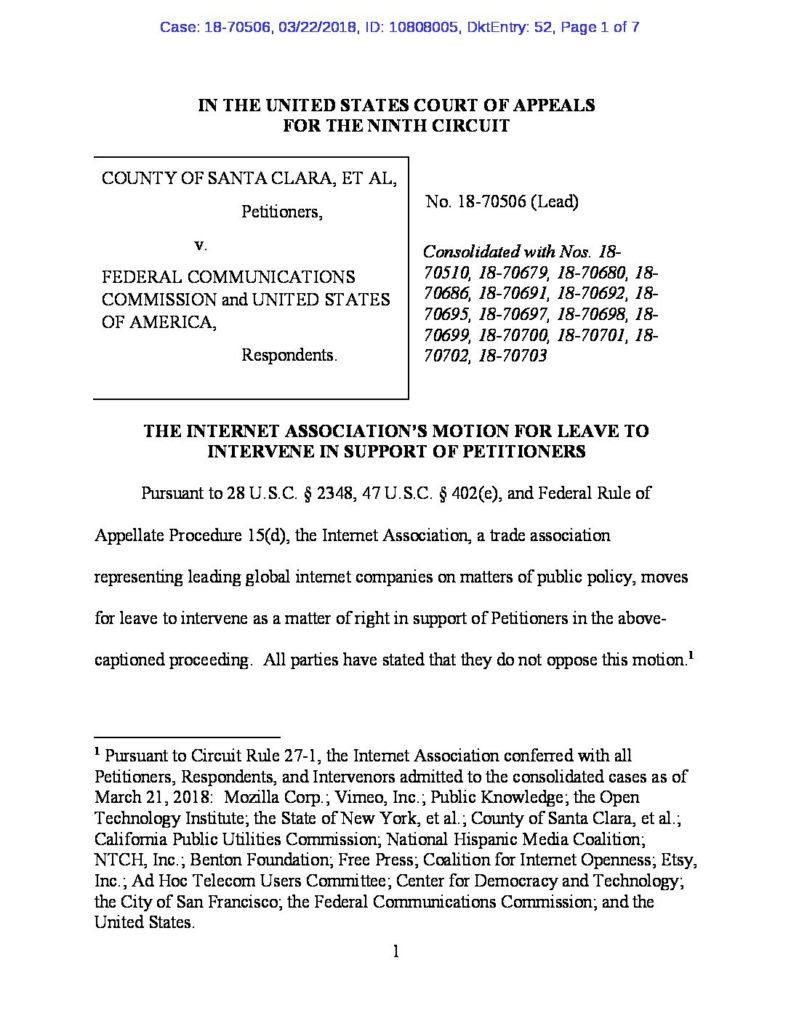 Case: 18-70506, 03/22/2018, ID: 10808005, DktEntry: 52, Page 1 of 7
IN THE UNITED STATES COURT OF APPEALS
FOR THE NINTH CIRCUIT
COUNTY OF SANTA CLARA, ET AL,
Petitioners,
v.
FEDERAL COMMUNICATIONS
COMMISSION and UNITED STATES
OF AMERICA,
Respondents.
No. 18-70506 (Lead)
Consolidated with Nos. 18-
70510, 18-70679, 18-70680, 18-
70686, 18-70691, 18-70692, 18-
70695, 18-70697, 18-70698, 18-
70699, 18-70700, 18-70701, 18-
70702, 18-70703
THE INTERNET ASSOCIATION'S MOTION FOR LEAVE TO
INTERVENE IN SUPPORT OF PETITIONERS
Pursuant to 28 U.S.C. § 2348, 47 U.S.C. § 402(e), and Federal Rule of
Appellate Procedure 15(d), the Internet Association, a trade association
representing leading global internet companies on matters of public policy, moves
for leave to intervene as a matter of right in support of Petitioners in the above-
captioned proceeding. All parties have stated that they do not oppose this motion.1
1 Pursuant to Circuit Rule 27-1, the Internet Association conferred with all
Petitioners, Respondents, and Intervenors admitted to the consolidated cases as of
March 21, 2018: Mozilla Corp.; Vimeo, Inc.; Public Knowledge; the Open
Technology Institute; the State of New York, et al.; County of Santa Clara, et al.;
California Public Utilities Commission; National Hispanic Media Coalition;
NTCH, Inc.; Benton Foundation; Free Press; Coalition for Internet Openness; Etsy,
Inc.; Ad Hoc Telecom Users Committee; Center for Democracy and Technology;
the City of San Francisco; the Federal Communications Commission; and the
United States.
1